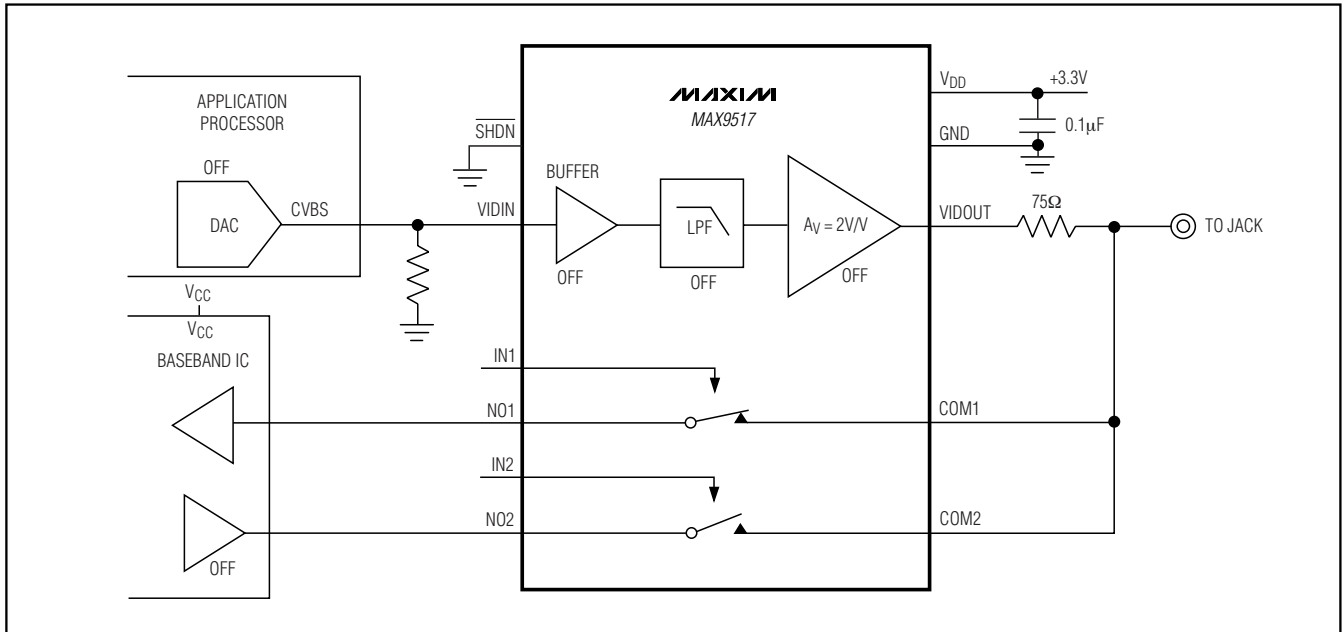 APPLICATION
PROCESSOR
OFF
DAC
CVBS
VCC
VCC
BASEBAND IC
OFF
SHDN
VIDIN
BUFFER
OFF
MAXIM
MAX9517
LPF
OFF
AV = 2V/V
OFF
IN1
NO1
IN2
NO2
VDD
+3.3V
0.1μF
GND
VIDOUT
75Ω
TO JACK
COM1
COM2